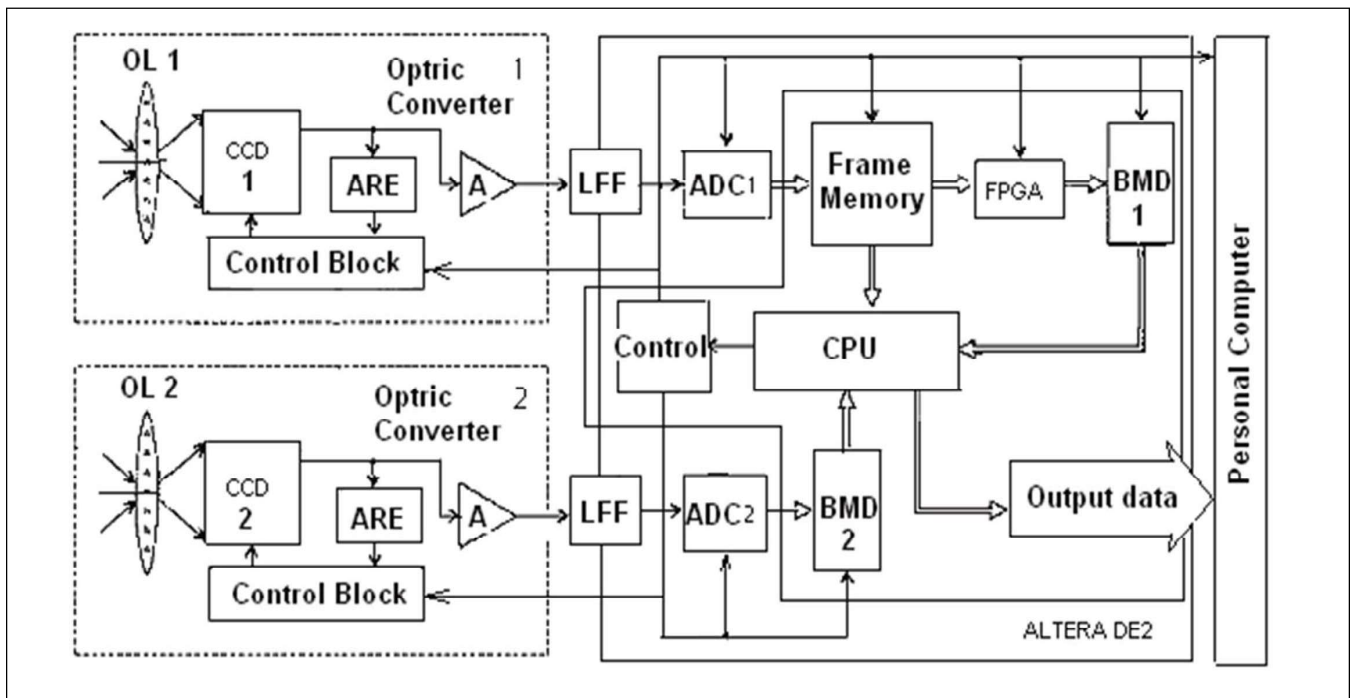 OL 1
Optric 1
Converter
CCD
1
ARE
A
Control Block
LFF
ADC1
Frame
Memory
FPGA
BMD
1
Control
CPU
OL 2
Optric 2
Converter
CCD
2
ARE
A
Control Block
LFF
ADC2
BMD
2
Output data
ALTERA DE2
Personal Computer